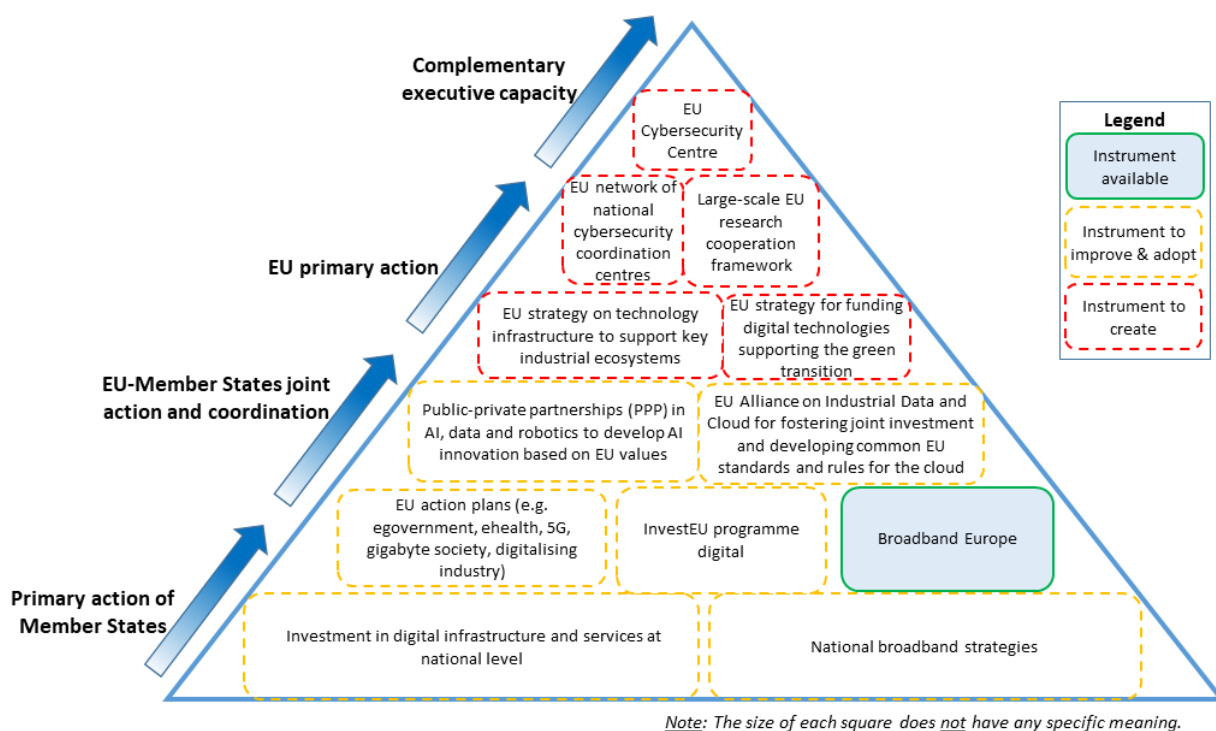 Complementary
executive capacity
EU
Cybersecurity
Centre
EU network of
national
cybersecurity
coordination
centres
Large-scale EU
research
cooperation
framework
EU primary action
EU strategy on technology
infrastructure to support key
industrial ecosystems
EU strategy for funding
digital technologies
supporting the green
transition
EU-Member States joint
action and coordination
Public-private partnerships (PPP) in
AI, data and robotics to develop AI
innovation based on EU values
EU Alliance on Industrial Data and
Cloud for fostering joint investment
and developing common EU
standards and rules for the cloud
EU action plans (e.g.
egovernment, ehealth, 5G,
gigabyte society, digitalising
industry)
InvestEU programme
digital
Broadband Europe
Primary action of
Member States
Investment in digital infrastructure and services at
national level
National broadband strategies
Legend
Instrument
available
Instrument to
improve & adopt
Instrument to
create
Note: The size of each square does not have any specific meaning.